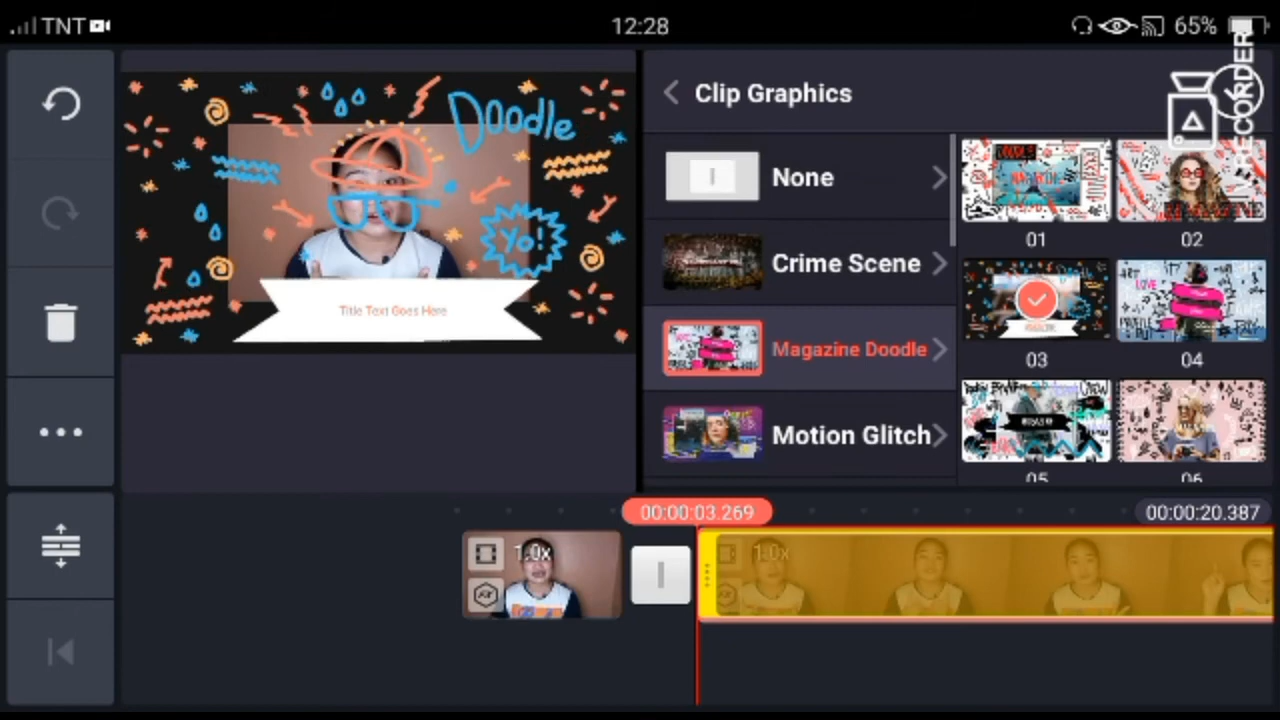 TNT
12:28
65%
RECORDER
Clip Graphics
Doodle
Yo!
Title Text Goes Here
None
Crime Scene
Magazine Doodle
Motion Glitch
01
02
03
04
05
06
00:00:03.269
00:00:20.387
1.0x
1.0x